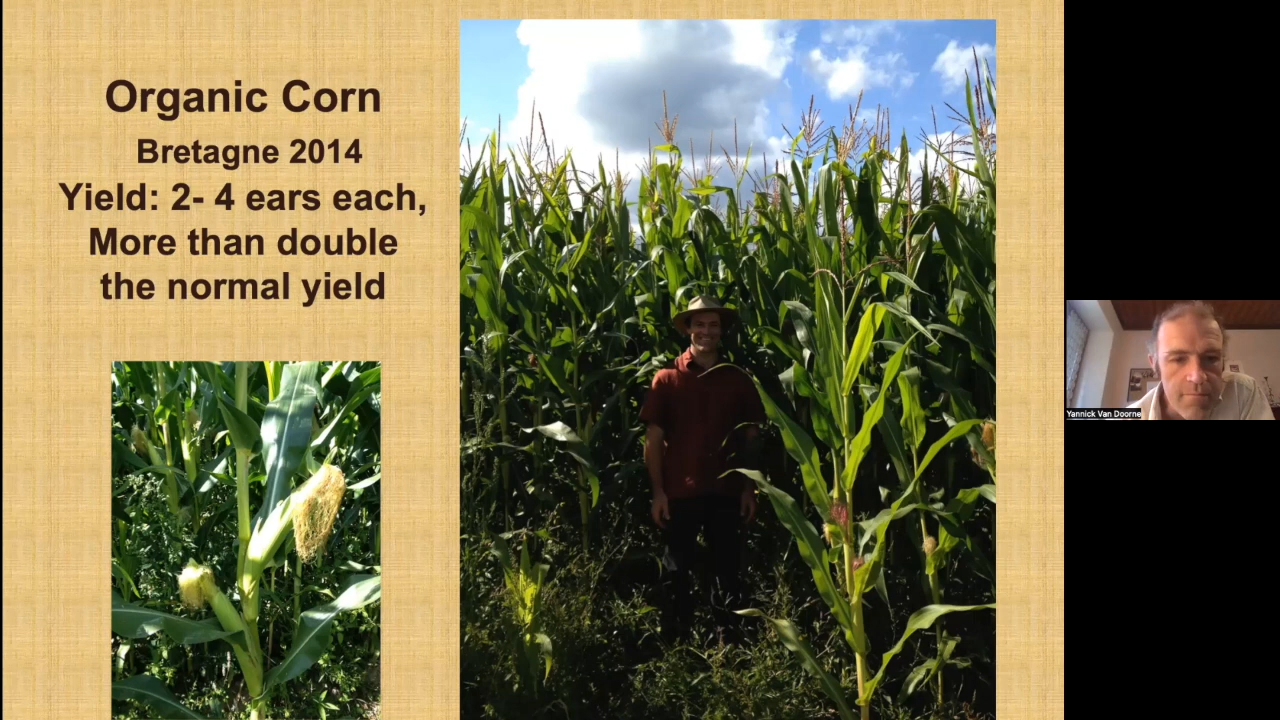 Organic Corn
Bretagne 2014
Yield: 2- 4 ears each,
More than double
the normal yield
Yannick Van Doorne